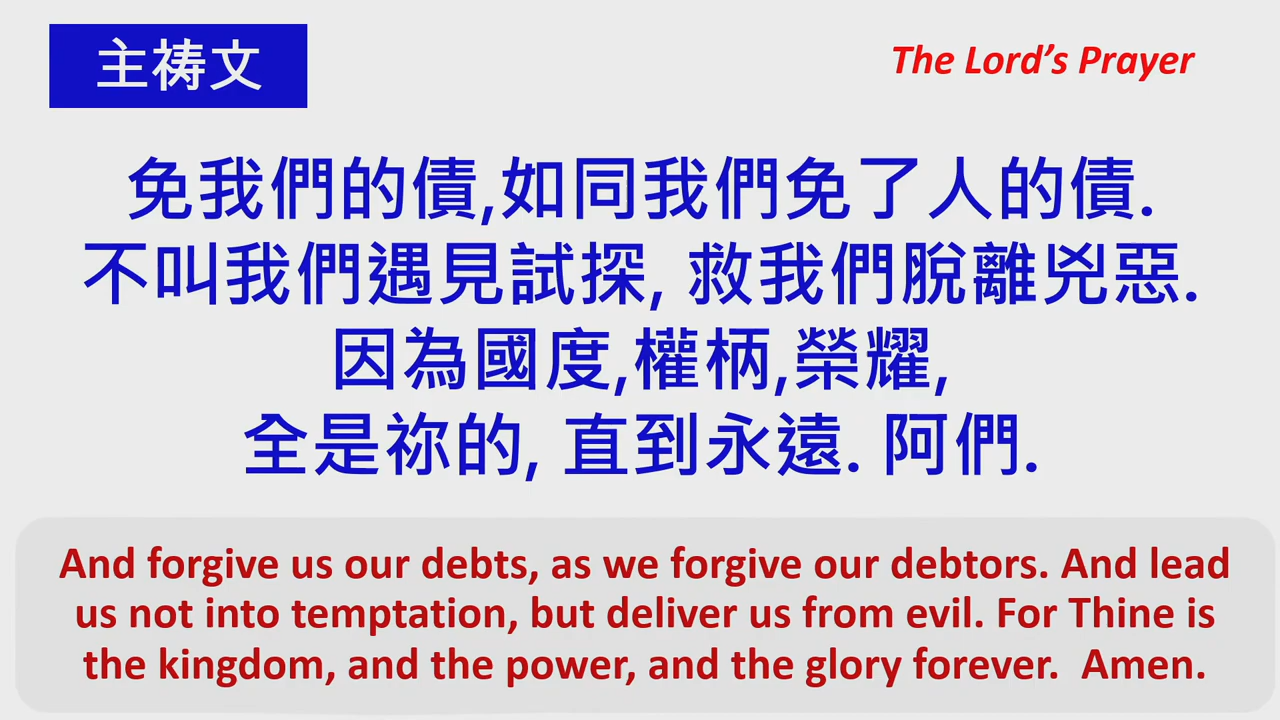 主祷文
The Lord’s Prayer
免我們的債,如同我們免了人的債.
不叫我們遇見試探, 救我們脫離兇惡.
因為國度,權柄,榮耀,
全是祢的, 直到永遠. 阿們.
And forgive us our debts, as we forgive our debtors. And lead
us not into temptation, but deliver us from evil. For Thine is
the kingdom, and the power, and the glory forever.  Amen.